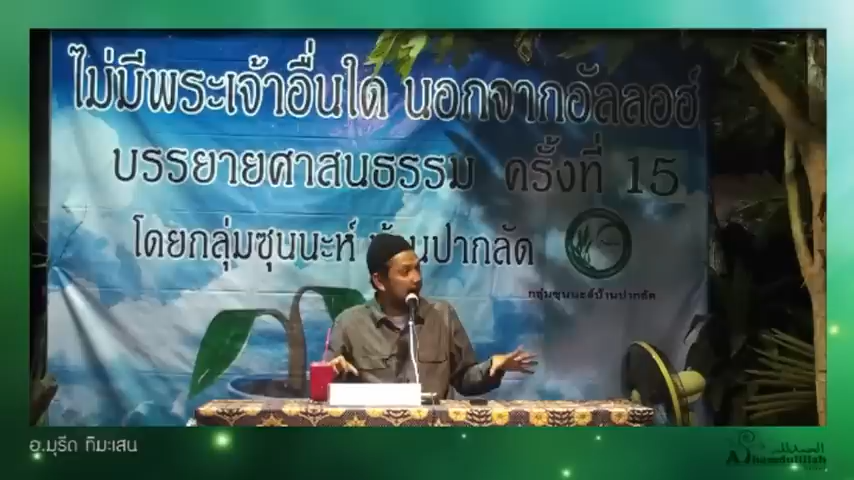 ไม่มีพระเจ้าอื่นใด นอกจากอัลลอฮ์
บรรยายศาสนธรรม ครั้งที่ 15
โดยกลุ่มซุนนะห์ บ้านปากลัด
กลุ่มซุนนะฮ์บ้านปากลัด
อ.มุรีด ทิมะเสน
الحمد لله
Alhamdulillah